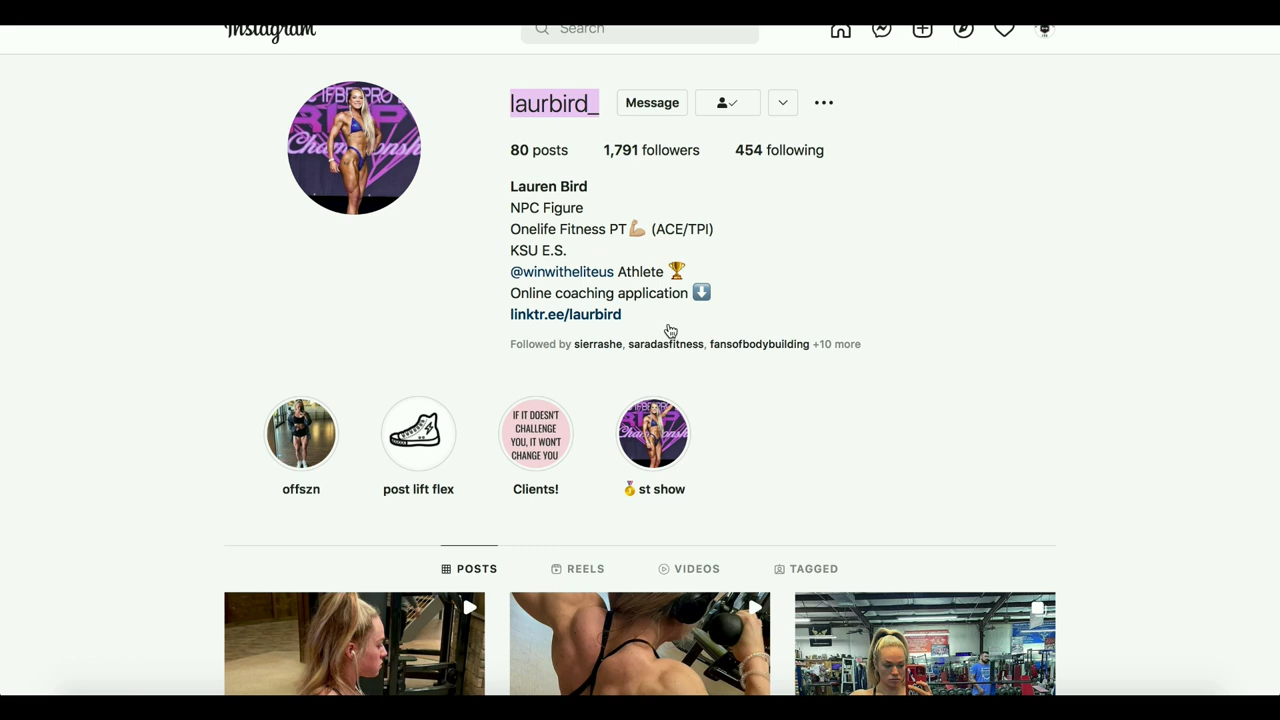 Instagram
Search
laurbird_ Message
80 posts 1,791 followers 454 following
Lauren Bird
NPC Figure
Onelife Fitness PT💪🏼 (ACE/TPI)
KSU E.S.
@winwitheliteus Athlete 🏆
Online coaching application ⬇️
linktr.ee/laurbird
Followed by sierrashe, saradasfitness, fansofbodybuilding +10 more
IF IT DOESN'T
CHALLENGE
YOU, IT WON'T
CHANGE YOU
offszn post lift flex Clients! 🥇st show
POSTS REELS VIDEOS TAGGED